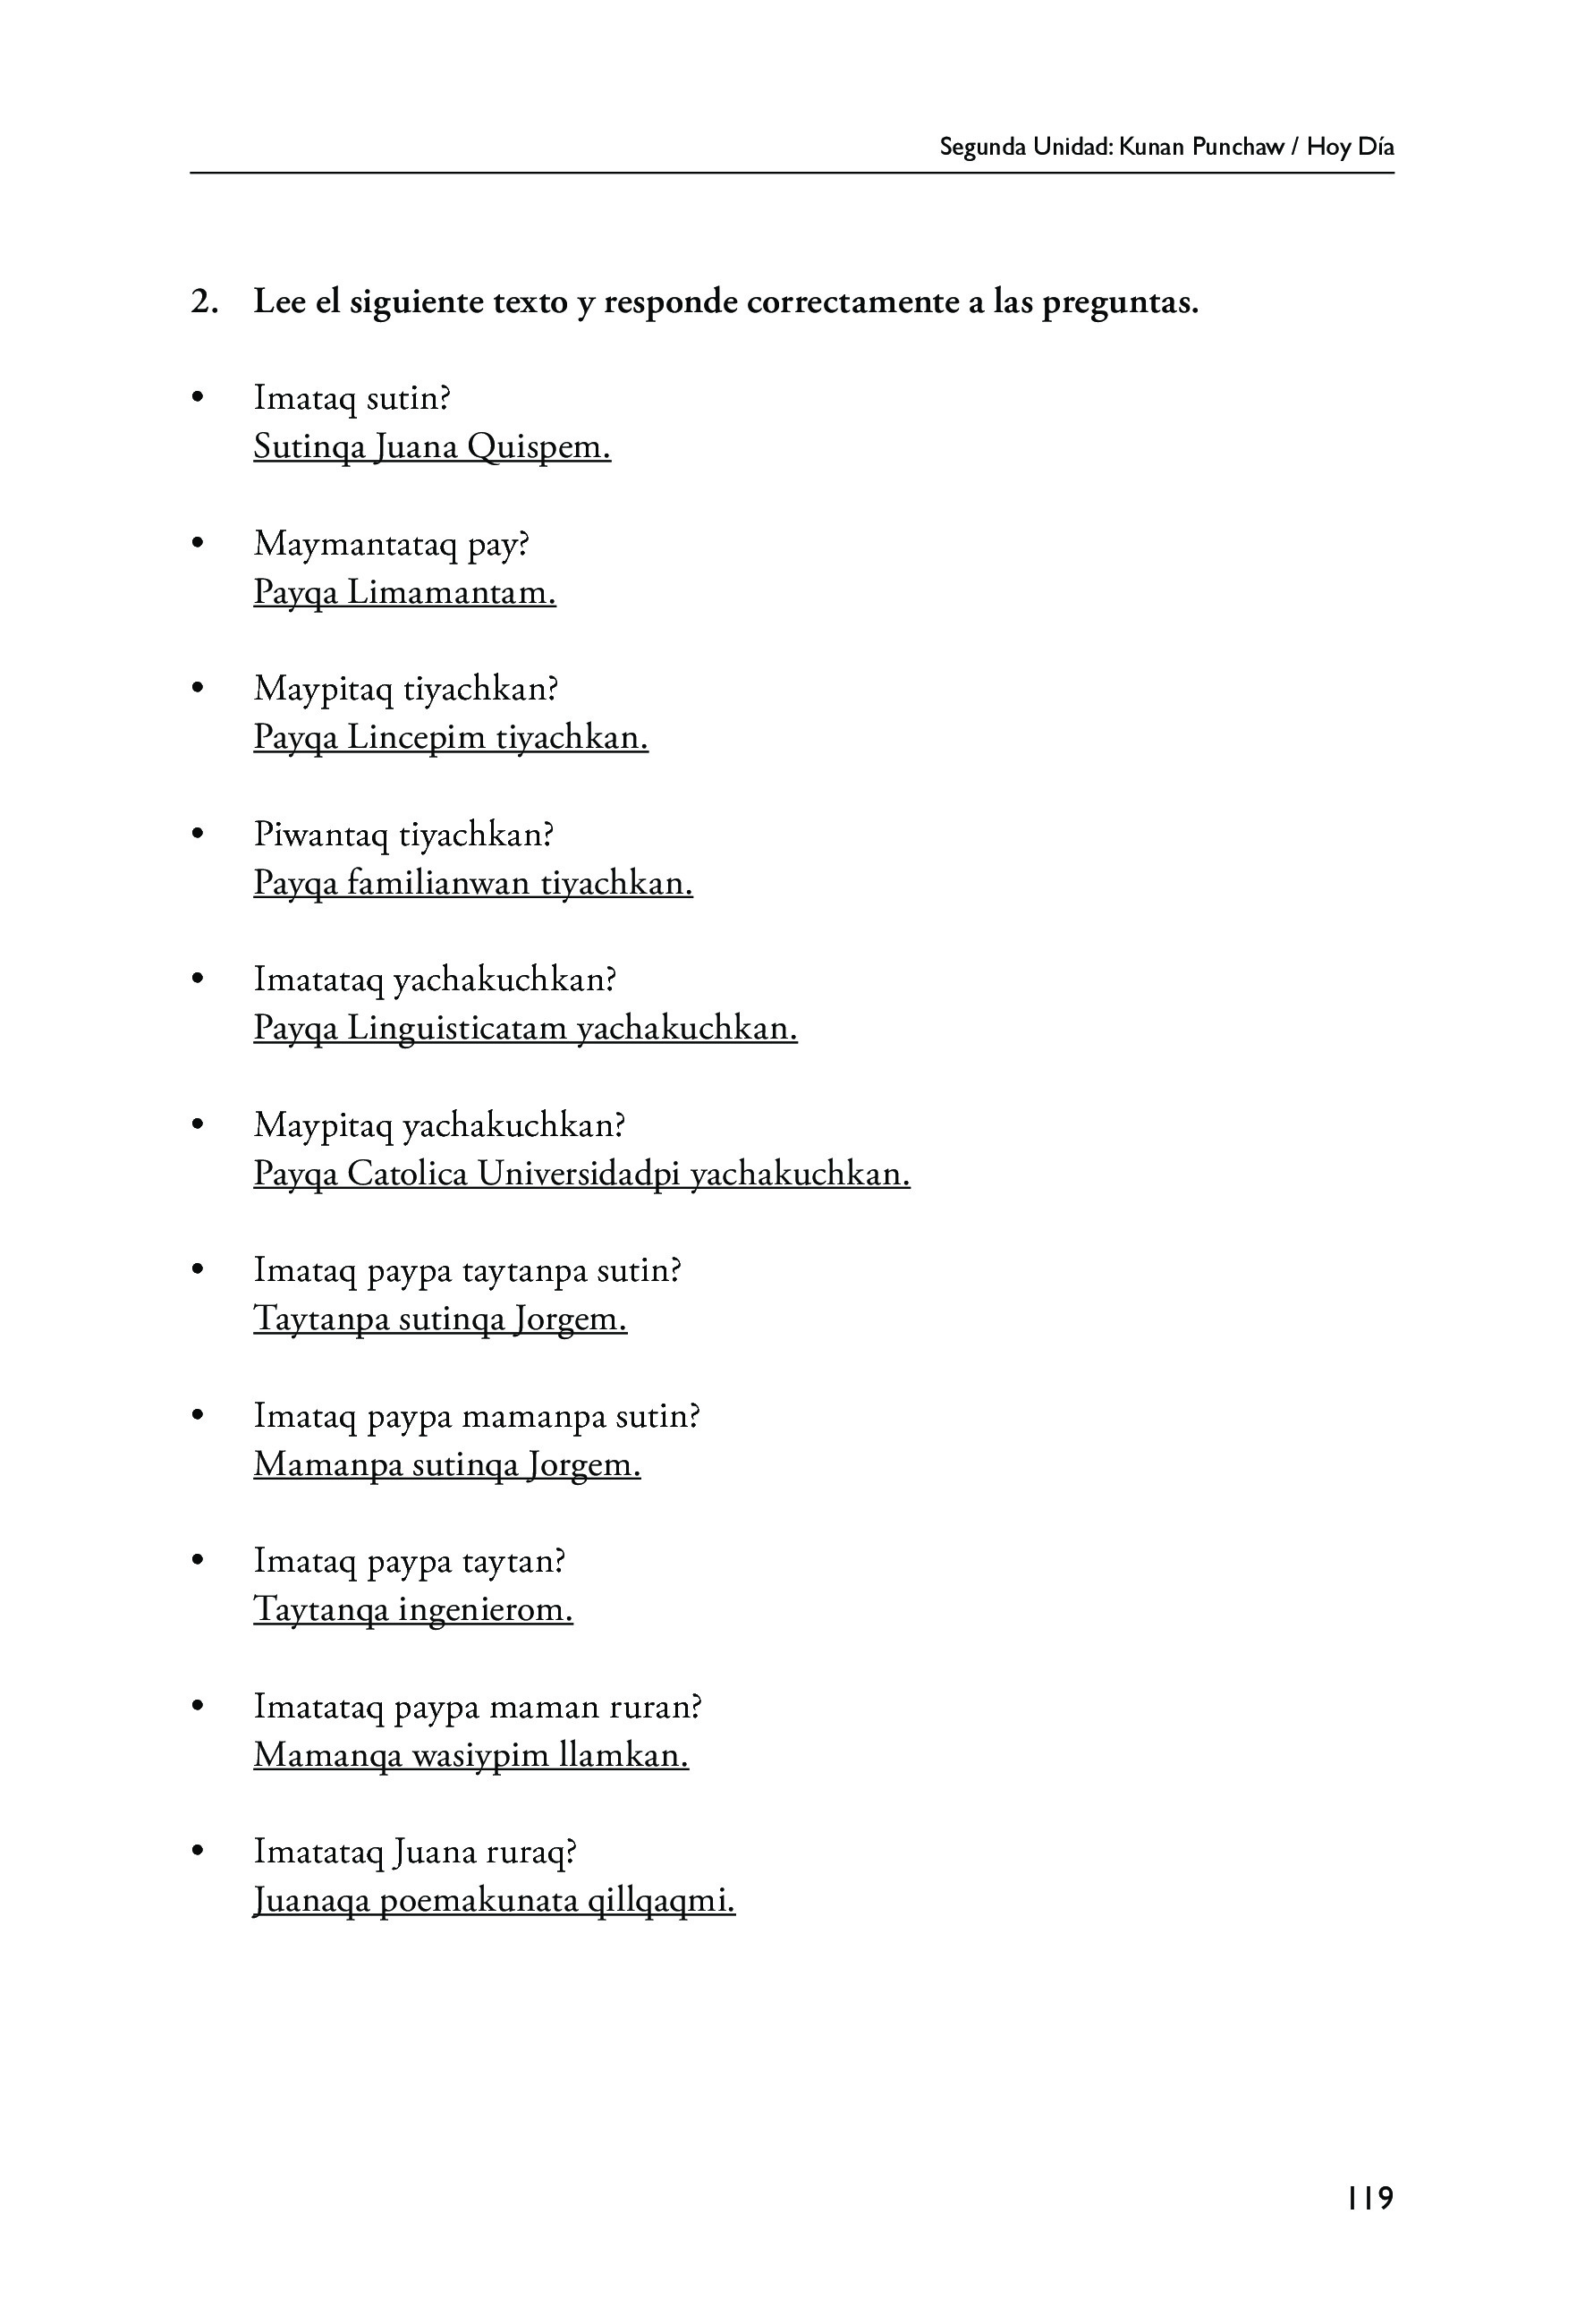 Segunda Unidad: Kunan Punchaw / Hoy Día
2. Lee el siguiente texto y responde correctamente a las preguntas.
• Imataq sutin?
Sutinqa Juana Quispem.
• Maymantataq pay?
Payqa Limamantam.
• Maypitaq tiyachkan?
Payqa Lincepim tiyachkan.
• Piwantaq tiyachkan?
Payqa familianwan tiyachkan.
• Imatataq yachakuchkan?
Payqa Linguisticatam yachakuchkan.
• Maypitaq yachakuchkan?
Payqa Catolica Universidadpi yachakuchkan.
• Imataq paypa taytanpa sutin?
Taytanpa sutinqa Jorgem.
• Imataq paypa mamanpa sutin?
Mamanpa sutinqa Jorgem.
• Imataq paypa taytan?
Taytanqa ingenierom.
• Imatataq paypa maman ruran?
Mamanqa wasiypim llamkan.
• Imatataq Juana ruraq?
Juanaqa poemakunata qillqaqmi.
119